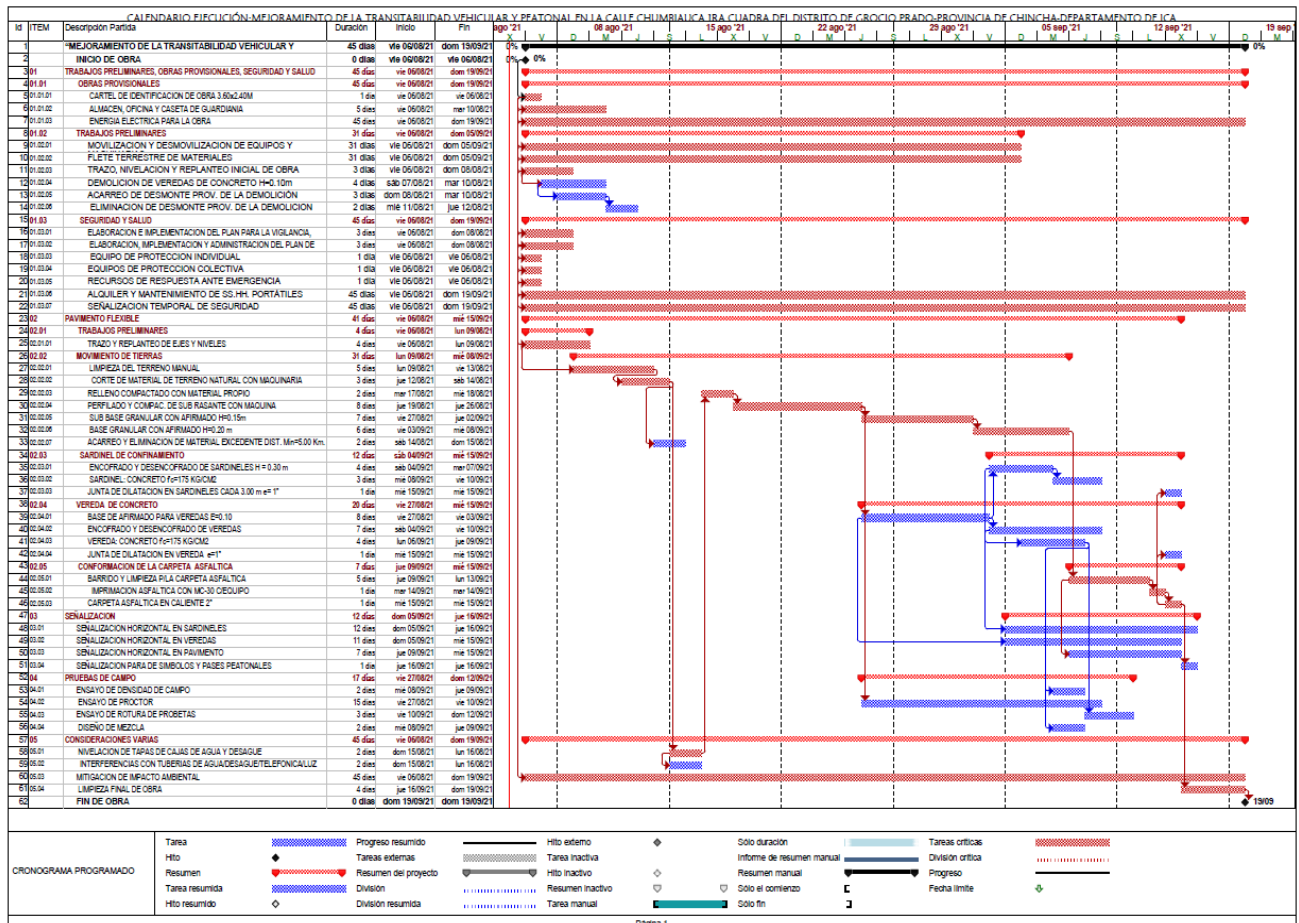 CALENDARIO EJECUCIÓN-MEJORAMIENTO DE LA TRANSITABILIDAD VEHICULAR Y PEATONAL EN LA CALLE CHUMBIAUCA 1RA CUADRA DEL DISTRITO DE GROCIO PRADO-PROVINCIA DE CHINCHA-DEPARTAMENTO DE ICA
Id ITEM Descripción Partida Duración Inicio Fin ago '21 08 ago '21 15 ago '21 22 ago '21 29 ago '21 05 sep '21 12 sep '21 19 sep
X V D M J S L X V D M J S L X V D M J S L X V D M
1 "MEJORAMIENTO DE LA TRANSITABILIDAD VEHICULAR Y 45 días vie 06/08/21 dom 19/09/21 0% 0%
2 INICIO DE OBRA 0 días vie 06/08/21 vie 06/08/21 0% 0%
3 01 TRABAJOS PRELIMINARES, OBRAS PROVISIONALES, SEGURIDAD Y SALUD 45 días vie 06/08/21 dom 19/09/21
4 01.01 OBRAS PROVISIONALES 45 días vie 06/08/21 dom 19/09/21
5 01.01.01 CARTEL DE IDENTIFICACION DE OBRA 3.60x2.40M 1 día vie 06/08/21 vie 06/08/21
6 01.01.02 ALMACEN, OFICINA Y CASETA DE GUARDIANIA 5 días vie 06/08/21 mar 10/08/21
7 01.01.03 ENERGIA ELECTRICA PARA LA OBRA 45 días vie 06/08/21 dom 19/09/21
8 01.02 TRABAJOS PRELIMINARES 31 días vie 06/08/21 dom 05/09/21
9 01.02.01 MOVILIZACION Y DESMOVILIZACION DE EQUIPOS Y 31 días vie 06/08/21 dom 05/09/21
10 01.02.02 FLETE TERRESTRE DE MATERIALES 31 días vie 06/08/21 dom 05/09/21
11 01.02.03 TRAZO, NIVELACION Y REPLANTEO INICIAL DE OBRA 3 días vie 06/08/21 dom 08/08/21
12 01.02.04 DEMOLICION DE VEREDAS DE CONCRETO H=0.10m 4 días sáb 07/08/21 mar 10/08/21
13 01.02.05 ACARREO DE DESMONTE PROV. DE LA DEMOLICIÓN 3 días dom 08/08/21 mar 10/08/21
14 01.02.06 ELIMINACION DE DESMONTE PROV. DE LA DEMOLICION 2 días mié 11/08/21 jue 12/08/21
15 01.03 SEGURIDAD Y SALUD 45 días vie 06/08/21 dom 19/09/21
16 01.03.01 ELABORACION E IMPLEMENTACION DEL PLAN PARA LA VIGILANCIA, 3 días vie 06/08/21 dom 08/08/21
17 01.03.02 ELABORACION, IMPLEMENTACION Y ADMINISTRACION DEL PLAN DE 3 días vie 06/08/21 dom 08/08/21
18 01.03.03 EQUIPO DE PROTECCION INDIVIDUAL 1 día vie 06/08/21 vie 06/08/21
19 01.03.04 EQUIPOS DE PROTECCION COLECTIVA 1 día vie 06/08/21 vie 06/08/21
20 01.03.05 RECURSOS DE RESPUESTA ANTE EMERGENCIA 1 día vie 06/08/21 vie 06/08/21
21 01.03.06 ALQUILER Y MANTENIMIENTO DE SS.HH. PORTÁTILES 45 días vie 06/08/21 dom 19/09/21
22 01.03.07 SEÑALIZACION TEMPORAL DE SEGURIDAD 45 días vie 06/08/21 dom 19/09/21
23 02 PAVIMENTO FLEXIBLE 41 días vie 06/08/21 mié 15/09/21
24 02.01 TRABAJOS PRELIMINARES 4 días vie 06/08/21 lun 09/08/21
25 02.01.01 TRAZO Y REPLANTEO DE EJES Y NIVELES 4 días vie 06/08/21 lun 09/08/21
26 02.02 MOVIMIENTO DE TIERRAS 31 días lun 09/08/21 mié 08/09/21
27 02.02.01 LIMPIEZA DEL TERRENO MANUAL 5 días lun 09/08/21 vie 13/08/21
28 02.02.02 CORTE DE MATERIAL DE TERRENO NATURAL CON MAQUINARIA 3 días jue 12/08/21 sáb 14/08/21
29 02.02.03 RELLENO COMPACTADO CON MATERIAL PROPIO 2 días mar 17/08/21 mié 18/08/21
30 02.02.04 PERFILADO Y COMPAC. DE SUB RASANTE CON MAQUINA 8 días jue 19/08/21 jue 26/08/21
31 02.02.05 SUB BASE GRANULAR CON AFIRMADO H=0.15m 7 días vie 27/08/21 jue 02/09/21
32 02.02.06 BASE GRANULAR CON AFIRMADO H=0.20 m 6 días vie 03/09/21 mié 08/09/21
33 02.02.07 ACARREO Y ELIMINACION DE MATERIAL EXCEDENTE DIST. Min=5.00 Km. 2 días sáb 14/08/21 dom 15/08/21
34 02.03 SARDINEL DE CONFINAMIENTO 12 días sáb 04/09/21 mié 15/09/21
35 02.03.01 ENCOFRADO Y DESENCOFRADO DE SARDINELES H = 0.30 m 4 días sáb 04/09/21 mar 07/09/21
36 02.03.02 SARDINEL: CONCRETO f'c=175 KG/CM2 3 días mié 08/09/21 vie 10/09/21
37 02.03.03 JUNTA DE DILATACION EN SARDINELES CADA 3.00 m e= 1" 1 día mié 15/09/21 mié 15/09/21
38 02.04 VEREDA DE CONCRETO 20 días vie 27/08/21 mié 15/09/21
39 02.04.01 BASE DE AFIRMADO PARA VEREDAS E=0.10 8 días vie 27/08/21 vie 03/09/21
40 02.04.02 ENCOFRADO Y DESENCOFRADO DE VEREDAS 7 días sáb 04/09/21 vie 10/09/21
41 02.04.03 VEREDA: CONCRETO f'c=175 KG/CM2 4 días lun 06/09/21 jue 09/09/21
42 02.04.04 JUNTA DE DILATACION EN VEREDA e=1" 1 día mié 15/09/21 mié 15/09/21
43 02.05 CONFORMACION DE LA CARPETA ASFALTICA 7 días jue 09/09/21 mié 15/09/21
44 02.05.01 BARRIDO Y LIMPIEZA P/LA CARPETA ASFALTICA 5 días jue 09/09/21 lun 13/09/21
45 02.05.02 IMPRIMACION ASFALTICA CON MC-30 C/EQUIPO 1 día mar 14/09/21 mar 14/09/21
46 02.05.03 CARPETA ASFALTICA EN CALIENTE 2" 1 día mié 15/09/21 mié 15/09/21
47 03 SEÑALIZACION 12 días dom 05/09/21 jue 16/09/21
48 03.01 SEÑALIZACION HORIZONTAL EN SARDINELES 12 días dom 05/09/21 jue 16/09/21
49 03.02 SEÑALIZACION HORIZONTAL EN VEREDAS 11 días dom 05/09/21 mié 15/09/21
50 03.03 SEÑALIZACION HORIZONTAL EN PAVIMENTO 7 días jue 09/09/21 mié 15/09/21
51 03.04 SEÑALIZACION PARA DE SIMBOLOS Y PASES PEATONALES 1 día jue 16/09/21 jue 16/09/21
52 04 PRUEBAS DE CAMPO 17 días vie 27/08/21 dom 12/09/21
53 04.01 ENSAYO DE DENSIDAD DE CAMPO 2 días mié 08/09/21 jue 09/09/21
54 04.02 ENSAYO DE PROCTOR 15 días vie 27/08/21 vie 10/09/21
55 04.03 ENSAYO DE ROTURA DE PROBETAS 3 días vie 10/09/21 dom 12/09/21
56 04.04 DISEÑO DE MEZCLA 2 días mié 08/09/21 jue 09/09/21
57 05 CONSIDERACIONES VARIAS 45 días vie 06/08/21 dom 19/09/21
58 05.01 NIVELACION DE TAPAS DE CAJAS DE AGUA Y DESAGUE 2 días dom 15/08/21 lun 16/08/21
59 05.02 INTERFERENCIAS CON TUBERIAS DE AGUA/DESAGUE/TELEFONICA/LUZ 2 días dom 15/08/21 lun 16/08/21
60 05.03 MITIGACION DE IMPACTO AMBIENTAL 45 días vie 06/08/21 dom 19/09/21
61 05.04 LIMPIEZA FINAL DE OBRA 4 días jue 16/09/21 dom 19/09/21
62 FIN DE OBRA 0 días dom 19/09/21 dom 19/09/21 19/09
CRONOGRAMA PROGRAMADO
Tarea Progreso resumido Hito externo Sólo duración Tareas críticas
Hito Tareas externas Tarea inactiva Informe de resumen manual División crítica
Resumen Resumen del proyecto Hito inactivo Resumen manual Progreso
Tarea resumida División Resumen inactivo Sólo el comienzo Fecha límite
Hito resumido División resumida Tarea manual Sólo fin
Página 1